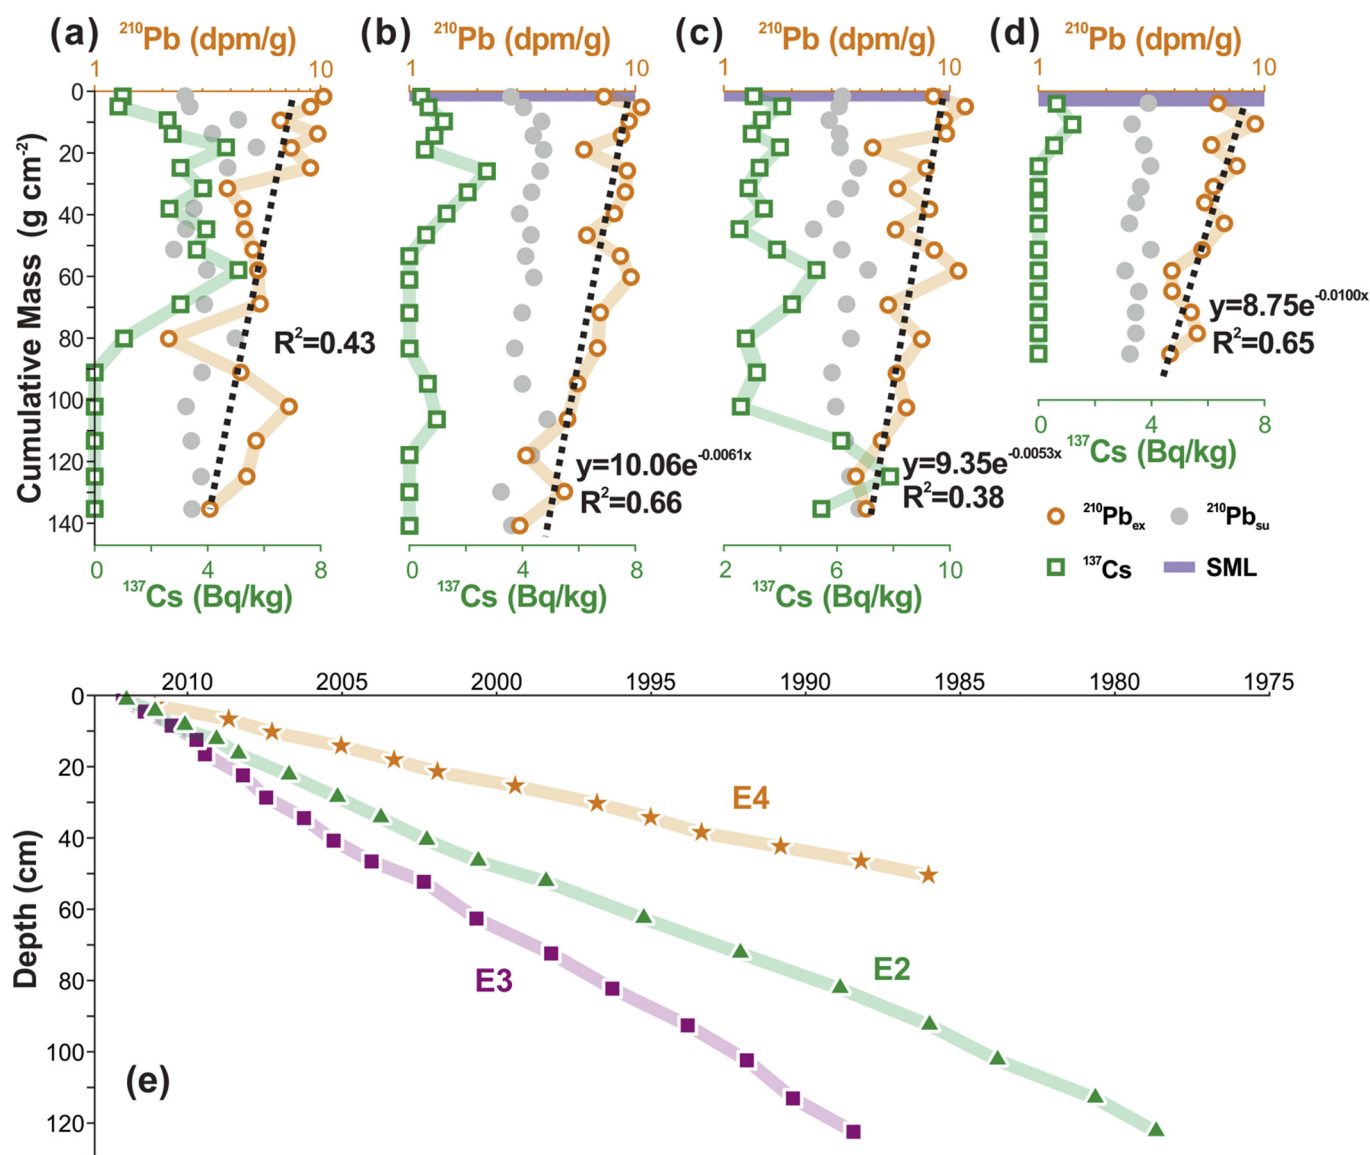 (a) ²¹⁰Pb (dpm/g) (b) ²¹⁰Pb (dpm/g) (c) ²¹⁰Pb (dpm/g) (d) ²¹⁰Pb (dpm/g)
1 10 1 10 1 10 1 10
0
20
40
60
80
100
120
140
Cumulative Mass (g cm⁻²)
R²=0.43
y=10.06e⁻⁰·⁰⁰⁶¹ˣ
R²=0.66
y=9.35e⁻⁰·⁰⁰⁵³ˣ
R²=0.38
y=8.75e⁻⁰·⁰¹⁰⁰ˣ
R²=0.65
0 4 8
¹³⁷Cs (Bq/kg)
0 4 8 0 4 8 2 6 10
¹³⁷Cs (Bq/kg) ¹³⁷Cs (Bq/kg) ¹³⁷Cs (Bq/kg)
²¹⁰Pbₑₓ ²¹⁰Pbₛᵤ
¹³⁷Cs SML
2010 2005 2000 1995 1990 1985 1980 1975
0
20
40
60
80
100
120
Depth (cm)
E4
E2
E3
(e)